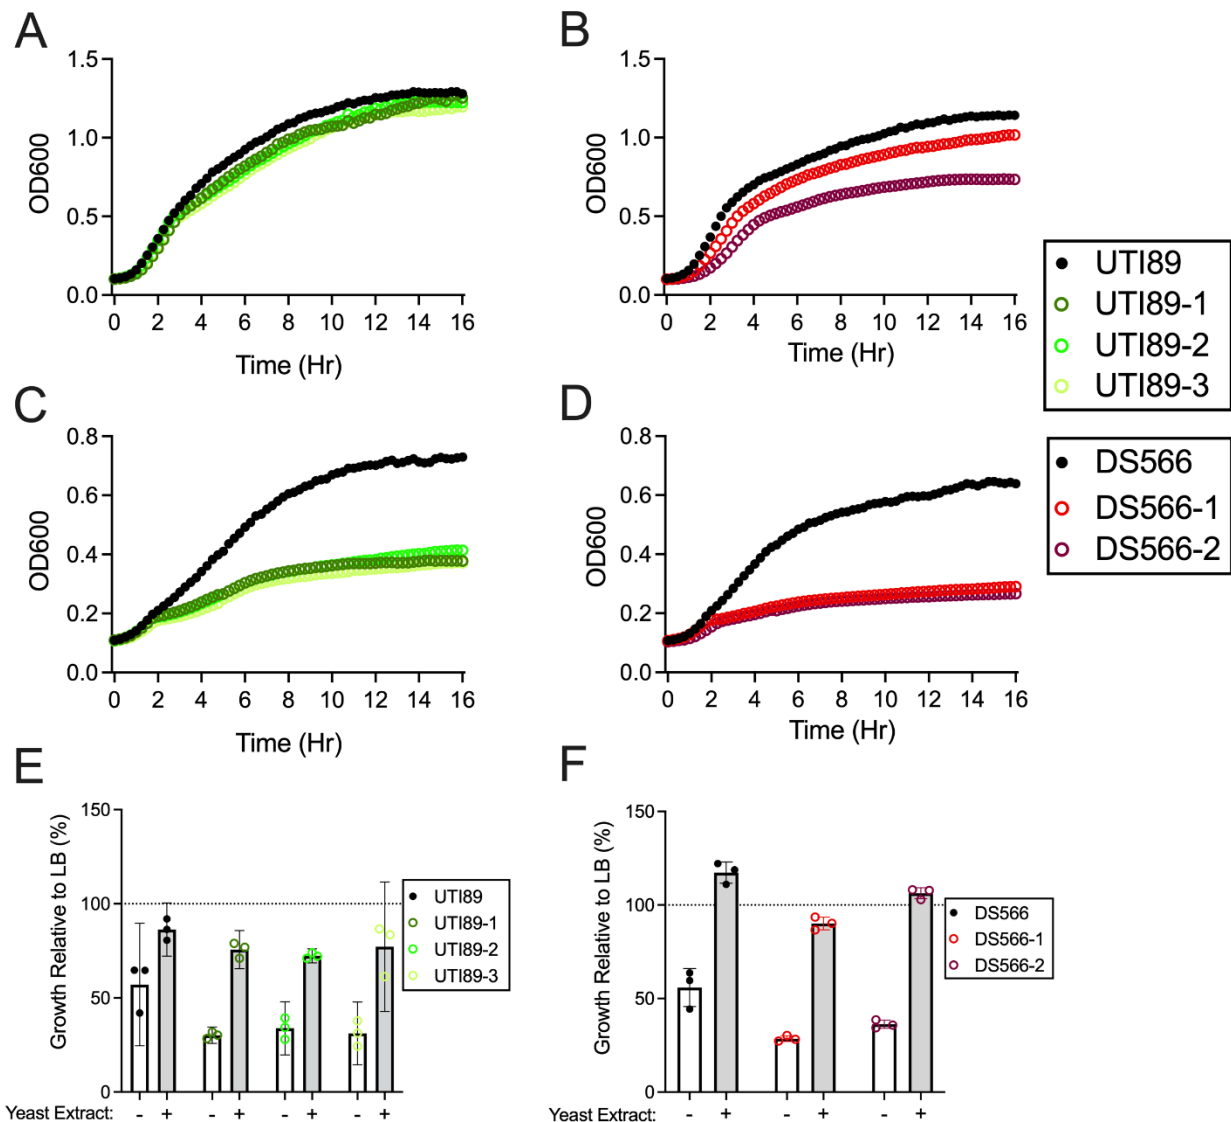 A
B
1.5
1.0
0.5
0.0
OD600
0 2 4 6 8 10 12 14 16
Time (Hr)
1.5
1.0
0.5
0.0
OD600
0 2 4 6 8 10 12 14 16
Time (Hr)
UTI89
UTI89-1
UTI89-2
UTI89-3
C
D
0.8
0.6
0.4
0.2
0.0
OD600
0 2 4 6 8 10 12 14 16
Time (Hr)
0.8
0.6
0.4
0.2
0.0
OD600
0 2 4 6 8 10 12 14 16
Time (Hr)
DS566
DS566-1
DS566-2
E
F
150
100
50
0
Growth Relative to LB (%)
UTI89
UTI89-1
UTI89-2
UTI89-3
Yeast Extract: - + - + - + - +
150
100
50
0
Growth Relative to LB (%)
DS566
DS566-1
DS566-2
Yeast Extract: - + - + - +